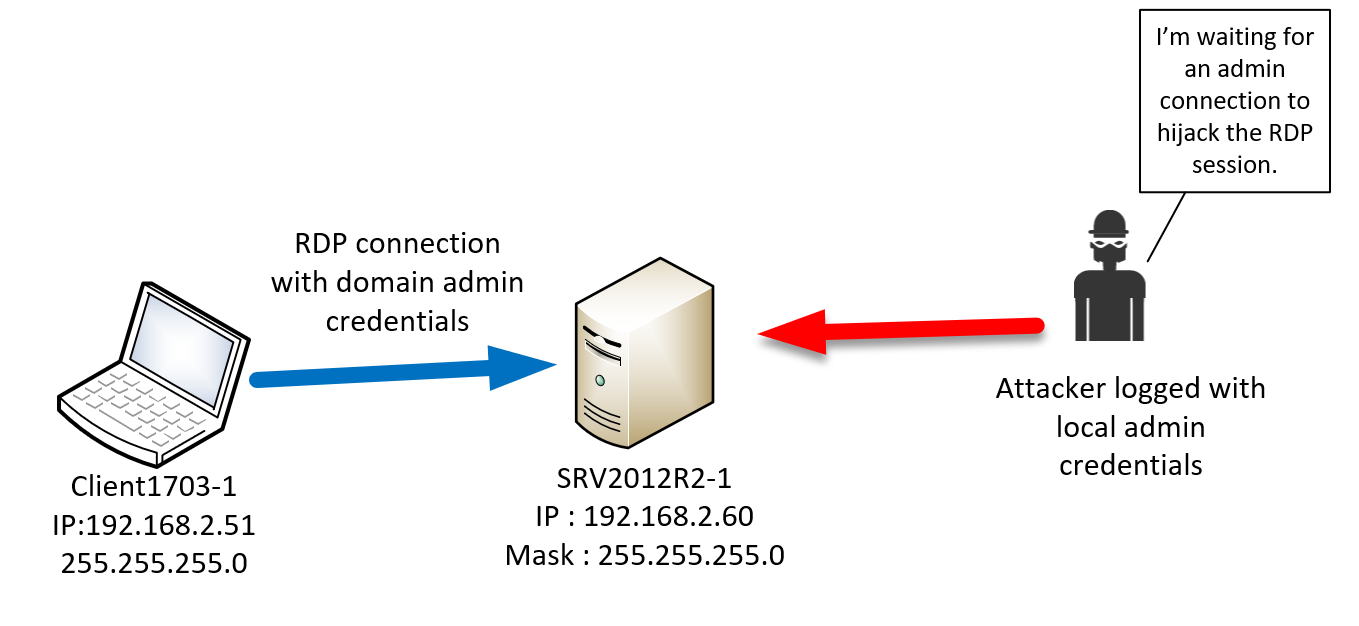 I'm waiting for
an admin
connection to
hijack the RDP
session.
RDP connection
with domain admin
credentials
Attacker logged with
local admin
credentials
Client1703-1
IP:192.168.2.51
255.255.255.0
SRV2012R2-1
IP : 192.168.2.60
Mask : 255.255.255.0